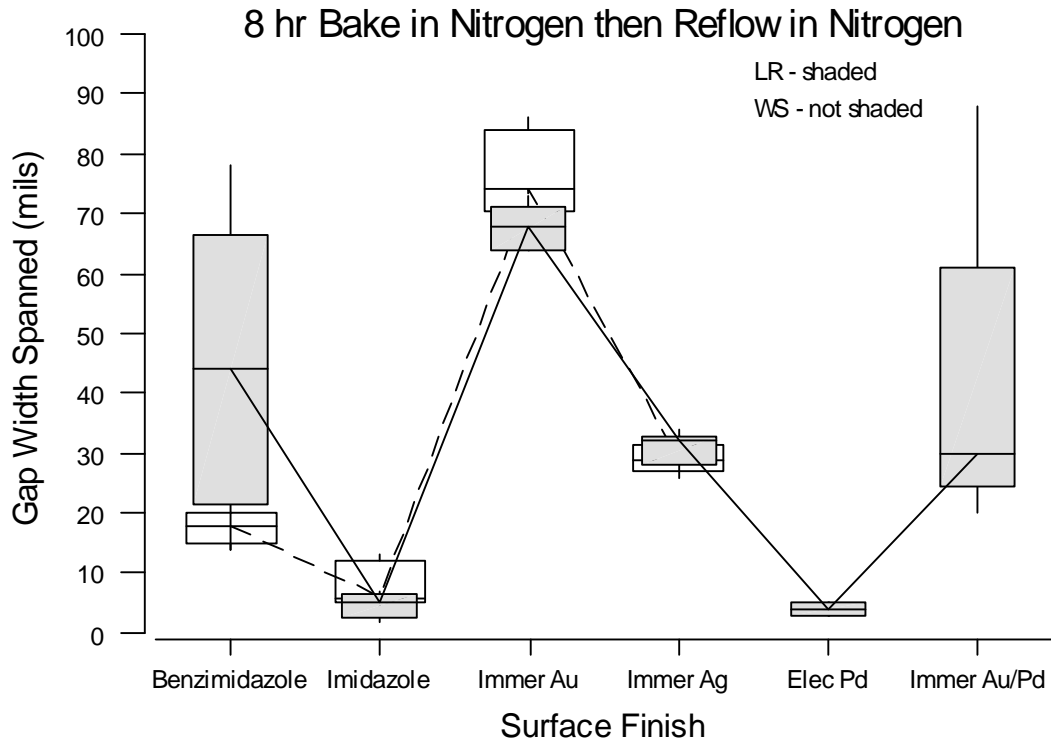 8 hr Bake in Nitrogen then Reflow in Nitrogen
LR - shaded
WS - not shaded
Gap Width Spanned (mils)
100
90
80
70
60
50
40
30
20
10
0
Benzimidazole Imidazole Immer Au Immer Ag Elec Pd Immer Au/Pd
Surface Finish